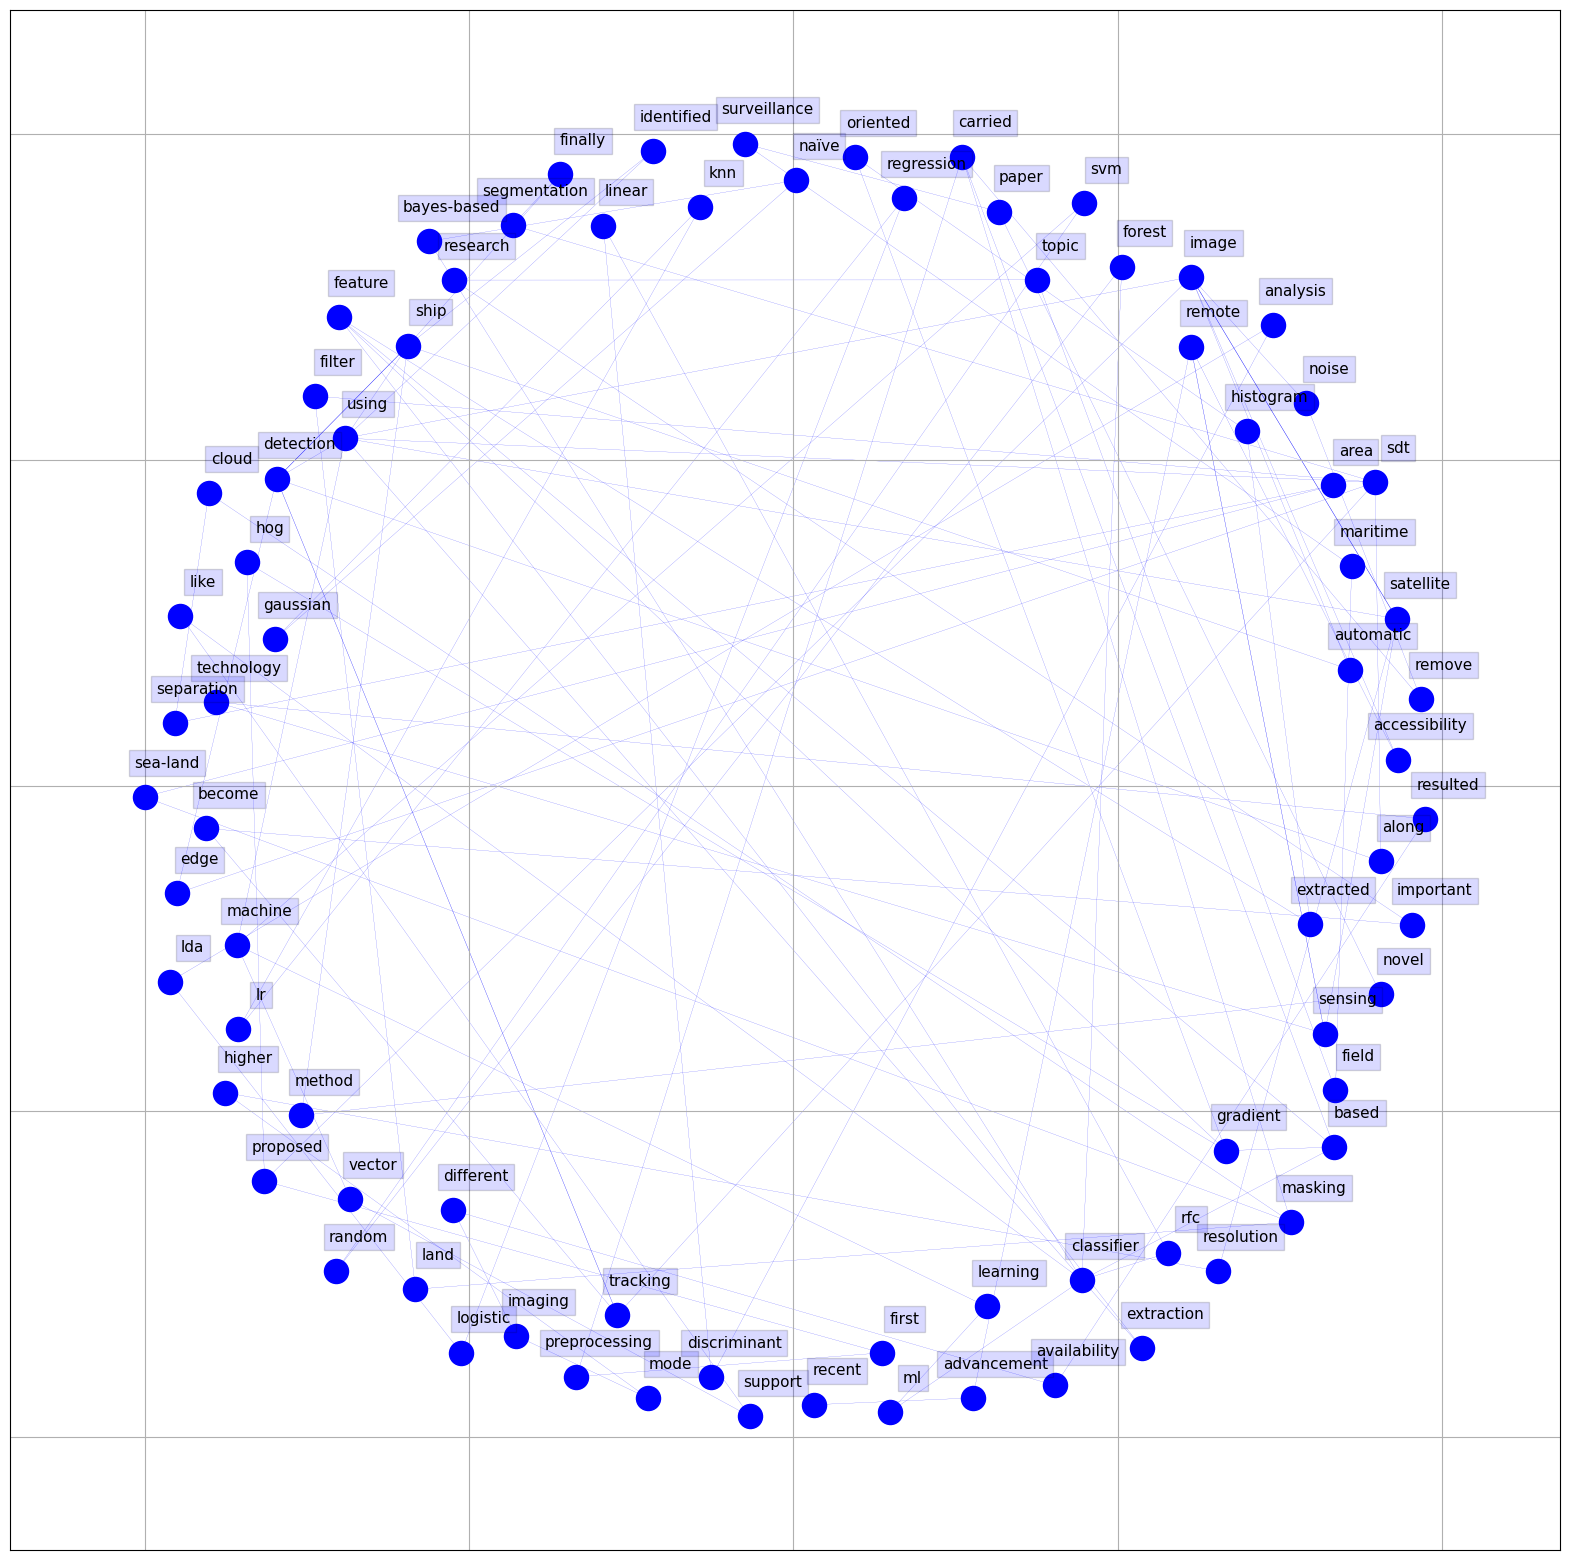 surveillance
identified
oriented
carried
finally
naïve
regression
knn
paper
svm
segmentation
linear
bayes-based
forest
research
topic
image
feature
analysis
ship
remote
filter
noise
histogram
using
detection
area
sdt
cloud
hog
maritime
like
satellite
gaussian
automatic
technology
remove
separation
accessibility
sea-land
resulted
become
along
edge
extracted
important
machine
lda
novel
lr
sensing
higher
field
method
based
gradient
proposed
vector
different
masking
random
rfc
resolution
land
classifier
learning
tracking
imaging
extraction
logistic
first
preprocessing
discriminant
availability
mode
advancement
recent
ml
support